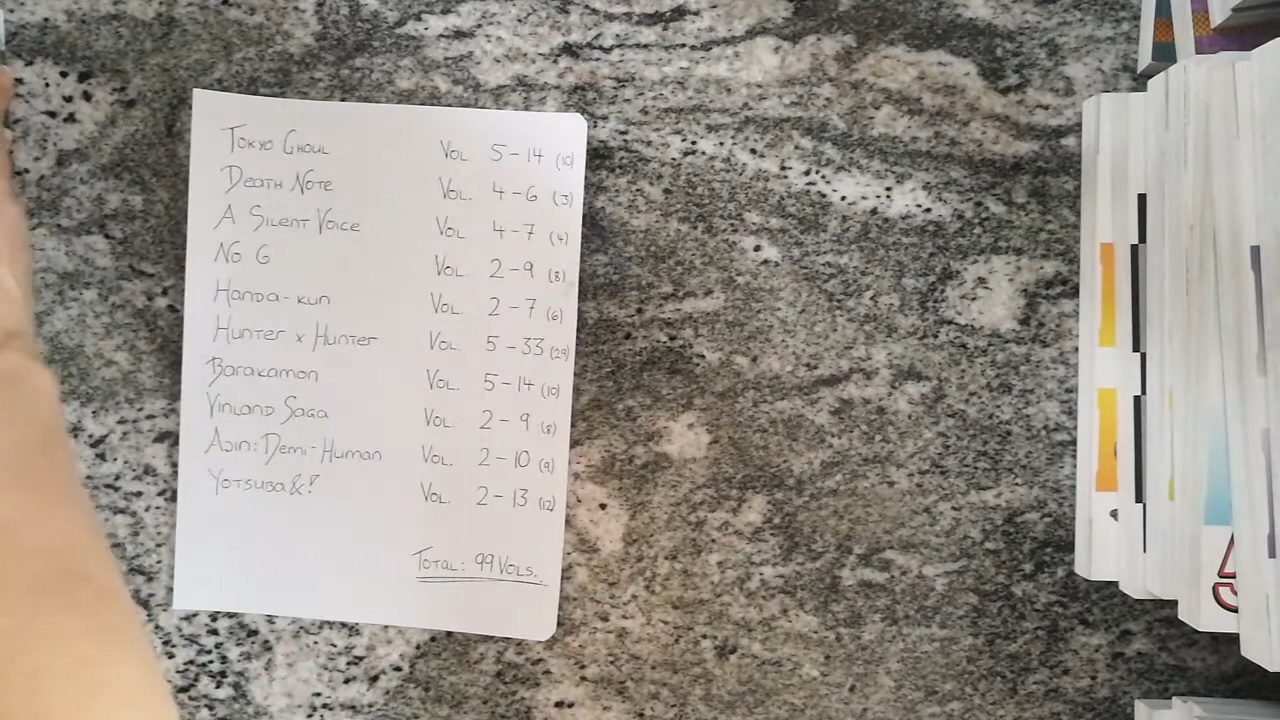 Tokyo Ghoul Vol 5-14 (10)
Death Note Vol. 4-6 (3)
A Silent Voice Vol 4-7 (4)
No 6 Vol. 2-9 (8)
Handa-kun Vol. 2-7 (6)
Hunter x Hunter Vol. 5-33 (29)
Barakamon Vol. 5-14 (10)
Vinland Saga Vol. 2-9 (8)
Ajin: Demi-Human Vol. 2-10 (9)
Yotsuba&! Vol. 2-13 (12)
Total: 99 Vols.